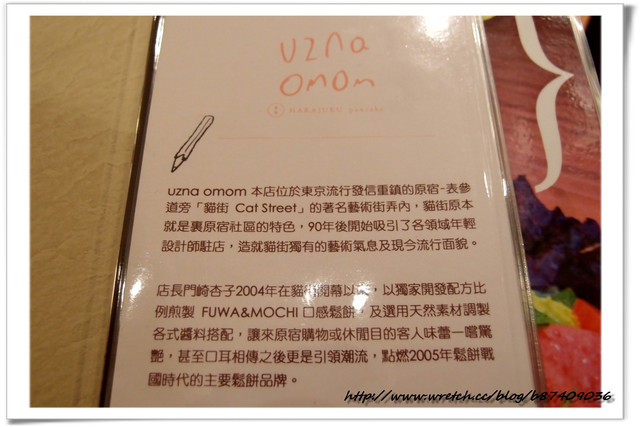 uzna
omom
uzna omom 本店位於東京流行發信重鎮的原宿-表參
道旁「貓街 Cat Street」的著名藝術街弄內，貓街原本
就是裏原宿社區的特色，90年後開始吸引了各領域年輕
設計師駐店，造就貓街獨有的藝術氣息及現今流行面貌。
店長門崎杏子2004年在貓街開幕以來，以獨家開發配方比
例煎製 FUWA&MOCHI 口感鬆餅，及選用天然素材調製
各式醬料搭配，讓來原宿購物或休閒目的客人味蕾一嚐驚
艷，甚至口耳相傳之後更是引領潮流，點燃2005年鬆餅戰
國時代的主要鬆餅品牌。
http://www.wretch.cc/blog/b87409036